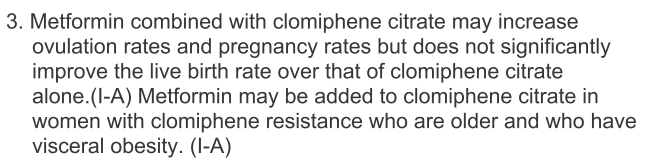 3. Metformin combined with clomiphene citrate may increase
ovulation rates and pregnancy rates but does not significantly
improve the live birth rate over that of clomiphene citrate
alone.(I-A) Metformin may be added to clomiphene citrate in
women with clomiphene resistance who are older and who have
visceral obesity. (I-A)